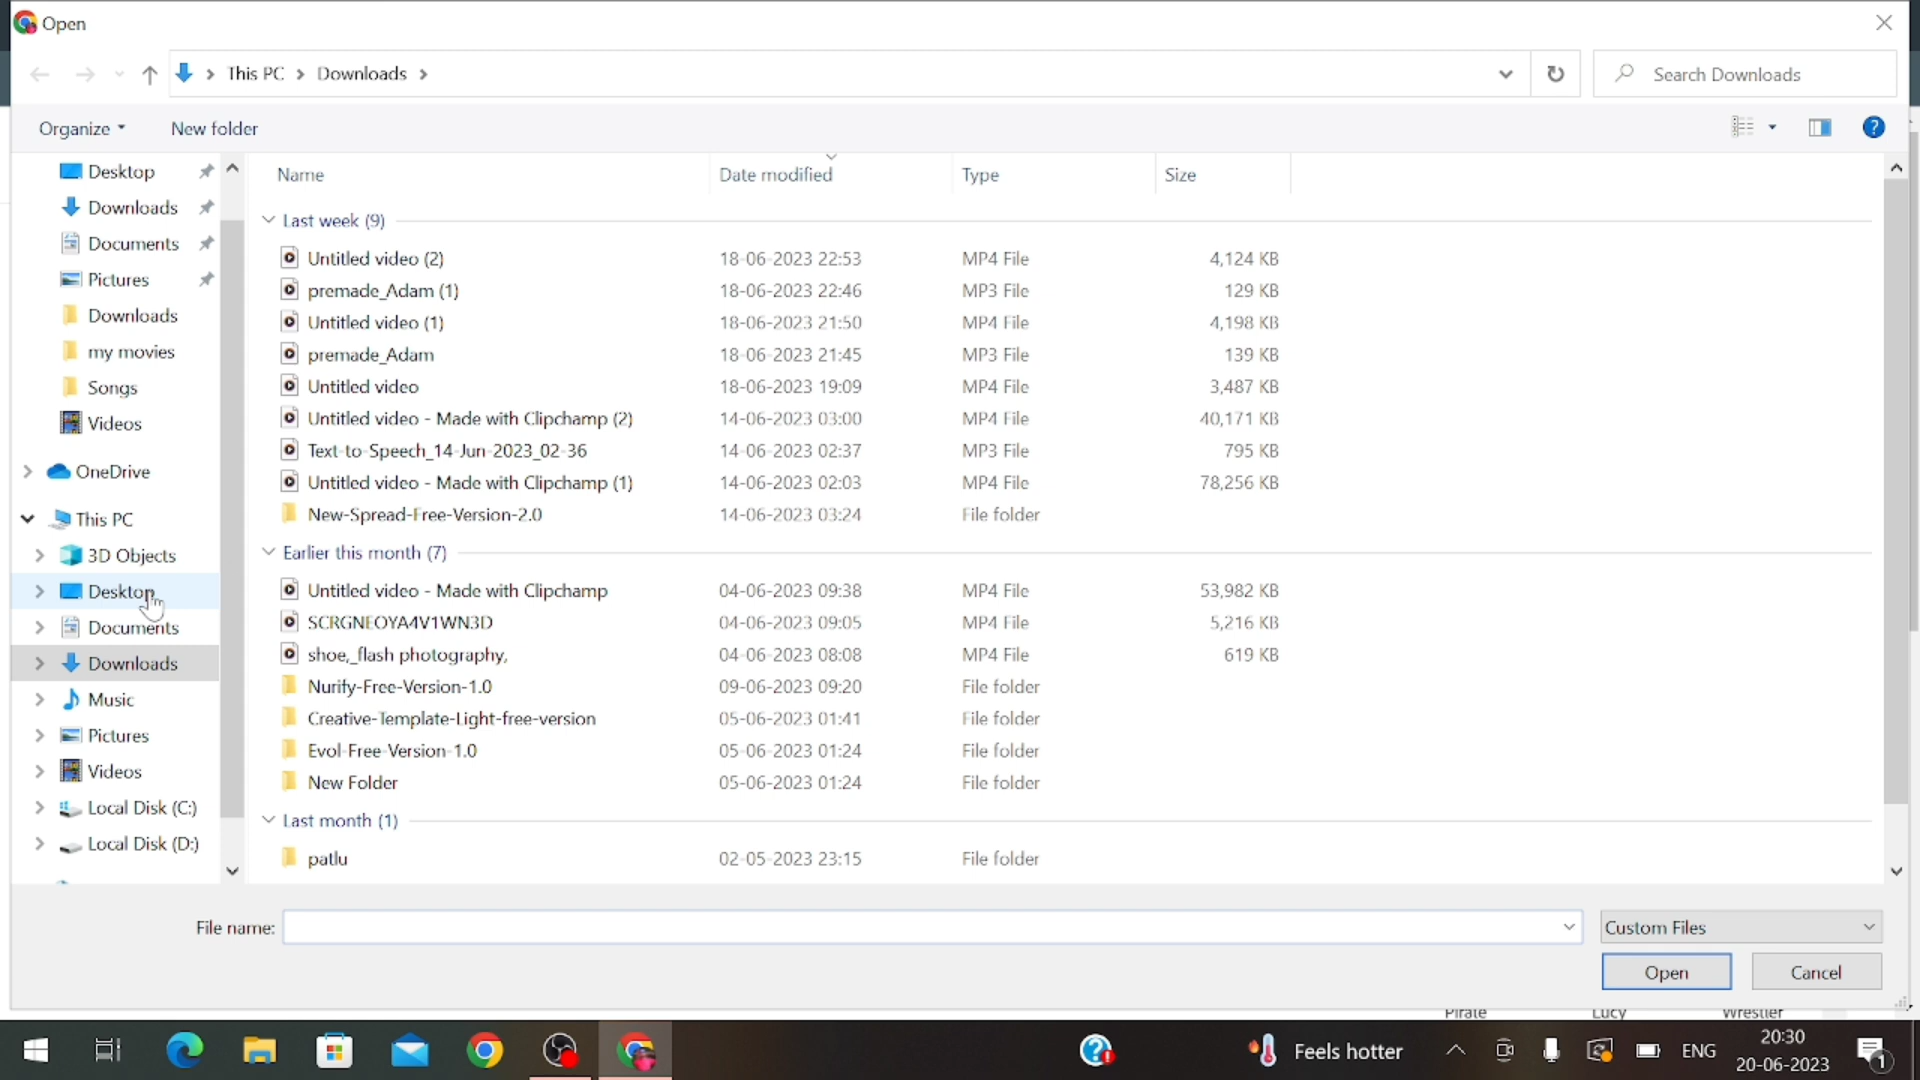 Open
This PC > Downloads >
Search Downloads
Organize
New folder
Desktop
Downloads
Documents
Pictures
Downloads
my movies
Songs
Videos
OneDrive
This PC
3D Objects
Desktop
Documents
Downloads
Music
Pictures
Videos
Local Disk (C:)
Local Disk (D:)
Name Date modified Type Size
Last week (9)
Untitled video (2) 18-06-2023 22:53 MP4 File 4,124 KB
premade_Adam (1) 18-06-2023 22:46 MP3 File 129 KB
Untitled video (1) 18-06-2023 21:50 MP4 File 4,198 KB
premade_Adam 18-06-2023 21:45 MP3 File 139 KB
Untitled video 18-06-2023 19:09 MP4 File 3,487 KB
Untitled video - Made with Clipchamp (2) 14-06-2023 03:00 MP4 File 40,171 KB
Text-to-Speech_14-Jun-2023_02-36 14-06-2023 02:37 MP3 File 795 KB
Untitled video - Made with Clipchamp (1) 14-06-2023 02:03 MP4 File 78,256 KB
New-Spread-Free-Version-2.0 14-06-2023 03:24 File folder
Earlier this month (7)
Untitled video - Made with Clipchamp 04-06-2023 09:38 MP4 File 53,982 KB
SCRGNEOYA4V1WN3D 04-06-2023 09:05 MP4 File 5,216 KB
shoe,_flash photography, 04-06-2023 08:08 MP4 File 619 KB
Nurify-Free-Version-1.0 09-06-2023 09:20 File folder
Creative-Template-Light-free-version 05-06-2023 01:41 File folder
Evol-Free-Version-1.0 05-06-2023 01:24 File folder
New Folder 05-06-2023 01:24 File folder
Last month (1)
patlu 02-05-2023 23:15 File folder
File name:
Custom Files
Open
Cancel
Pirate Lucy Wrestler
Feels hotter
ENG
20:30
20-06-2023
1